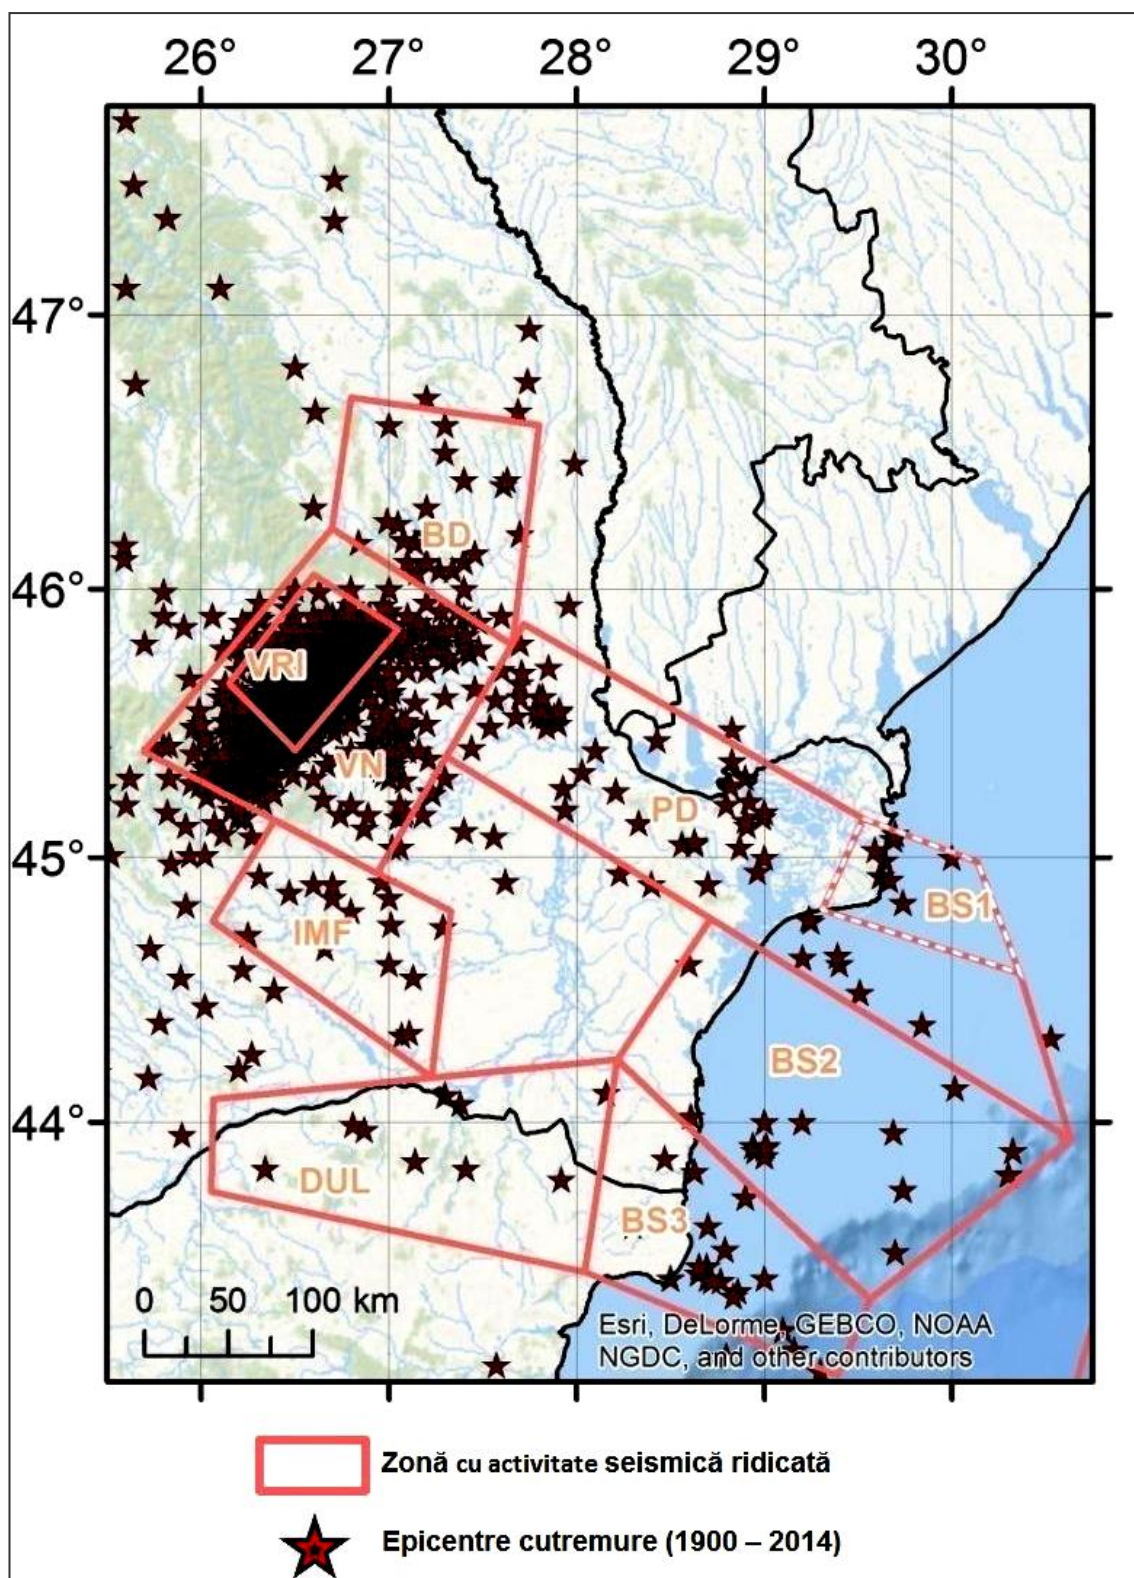 26° 27° 28° 29° 30°
47°
BD
46°
VRI
VN
PD
45°
BS1
IMF
BS2
44°
DUL
BS3
0 50 100 km
Esri, DeLorme, GEBCO, NOAA
NGDC, and other contributors
Zonă cu activitate seismică ridicată
Epicentre cutremure (1900 – 2014)